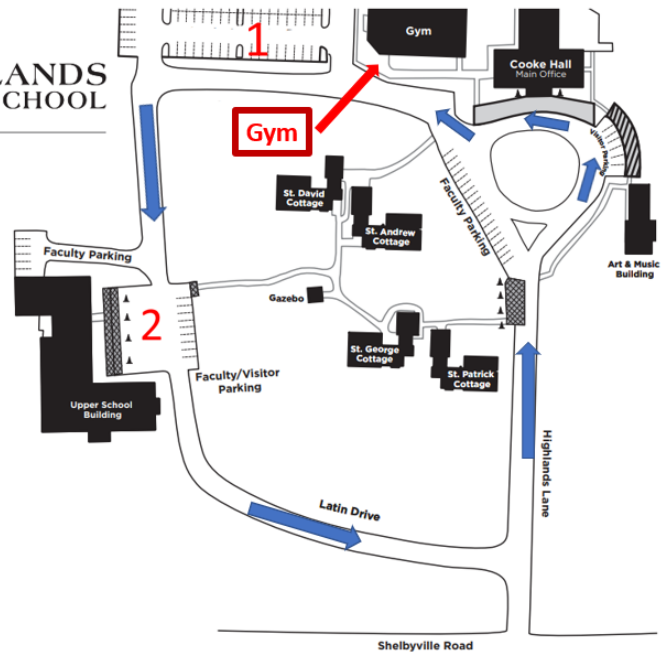 LANDS
CHOOL
1
Gym
Cooke Hall
Main Office
Gym
Visitor Parking
St. David
Cottage
St. Andrew
Cottage
Faculty Parking
Art & Music
Building
Faculty Parking
Gazebo
2
St. George
Cottage
St. Patrick
Cottage
Faculty/Visitor
Parking
Upper School
Building
Highlands Lane
Latin Drive
Shelbyville Road